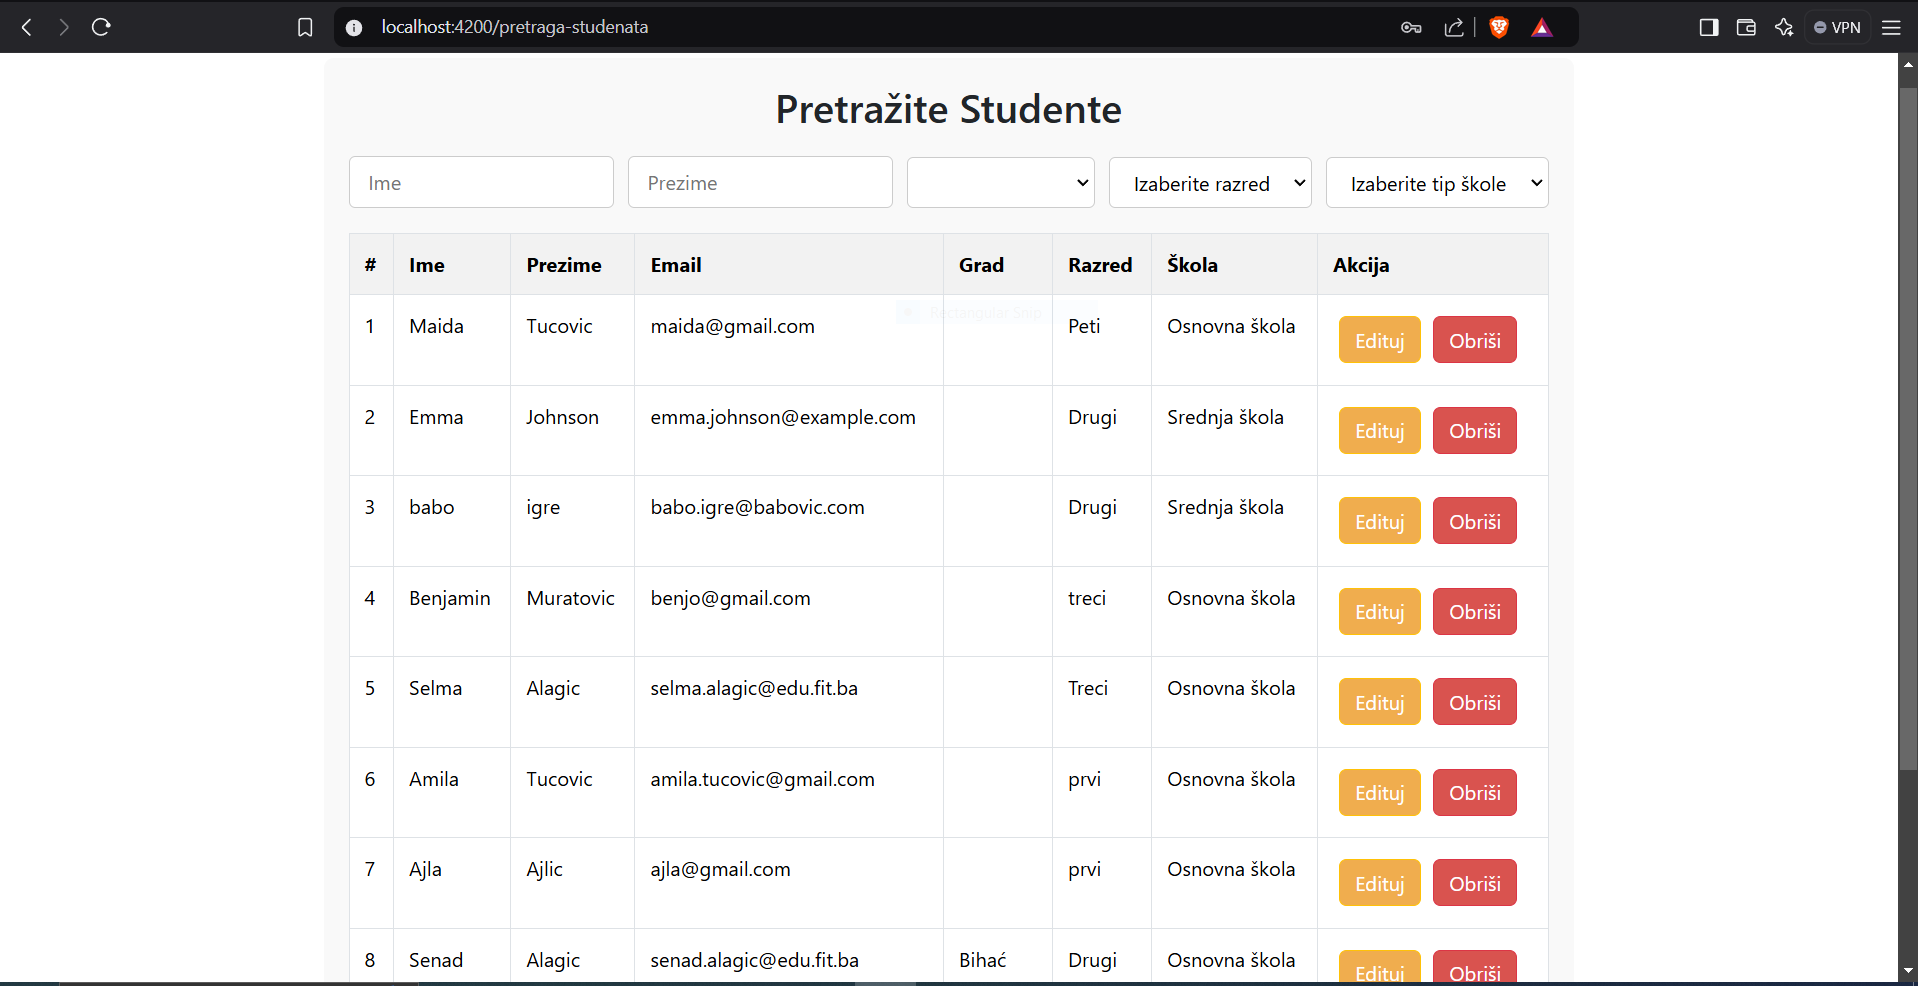 localhost:4200/pretraga-studenata VPN
Pretražite Studente
Ime Prezime Izaberite razred Izaberite tip škole
# Ime Prezime Email Grad Razred Škola Akcija
Rectangular Snip
1 Maida Tucovic maida@gmail.com Peti Osnovna škola Edituj Obriši
2 Emma Johnson emma.johnson@example.com Drugi Srednja škola Edituj Obriši
3 babo igre babo.igre@babovic.com Drugi Srednja škola Edituj Obriši
4 Benjamin Muratovic benjo@gmail.com treci Osnovna škola Edituj Obriši
5 Selma Alagic selma.alagic@edu.fit.ba Treci Osnovna škola Edituj Obriši
6 Amila Tucovic amila.tucovic@gmail.com prvi Osnovna škola Edituj Obriši
7 Ajla Ajlic ajla@gmail.com prvi Osnovna škola Edituj Obriši
8 Senad Alagic senad.alagic@edu.fit.ba Bihać Drugi Osnovna škola Edituj Obriši